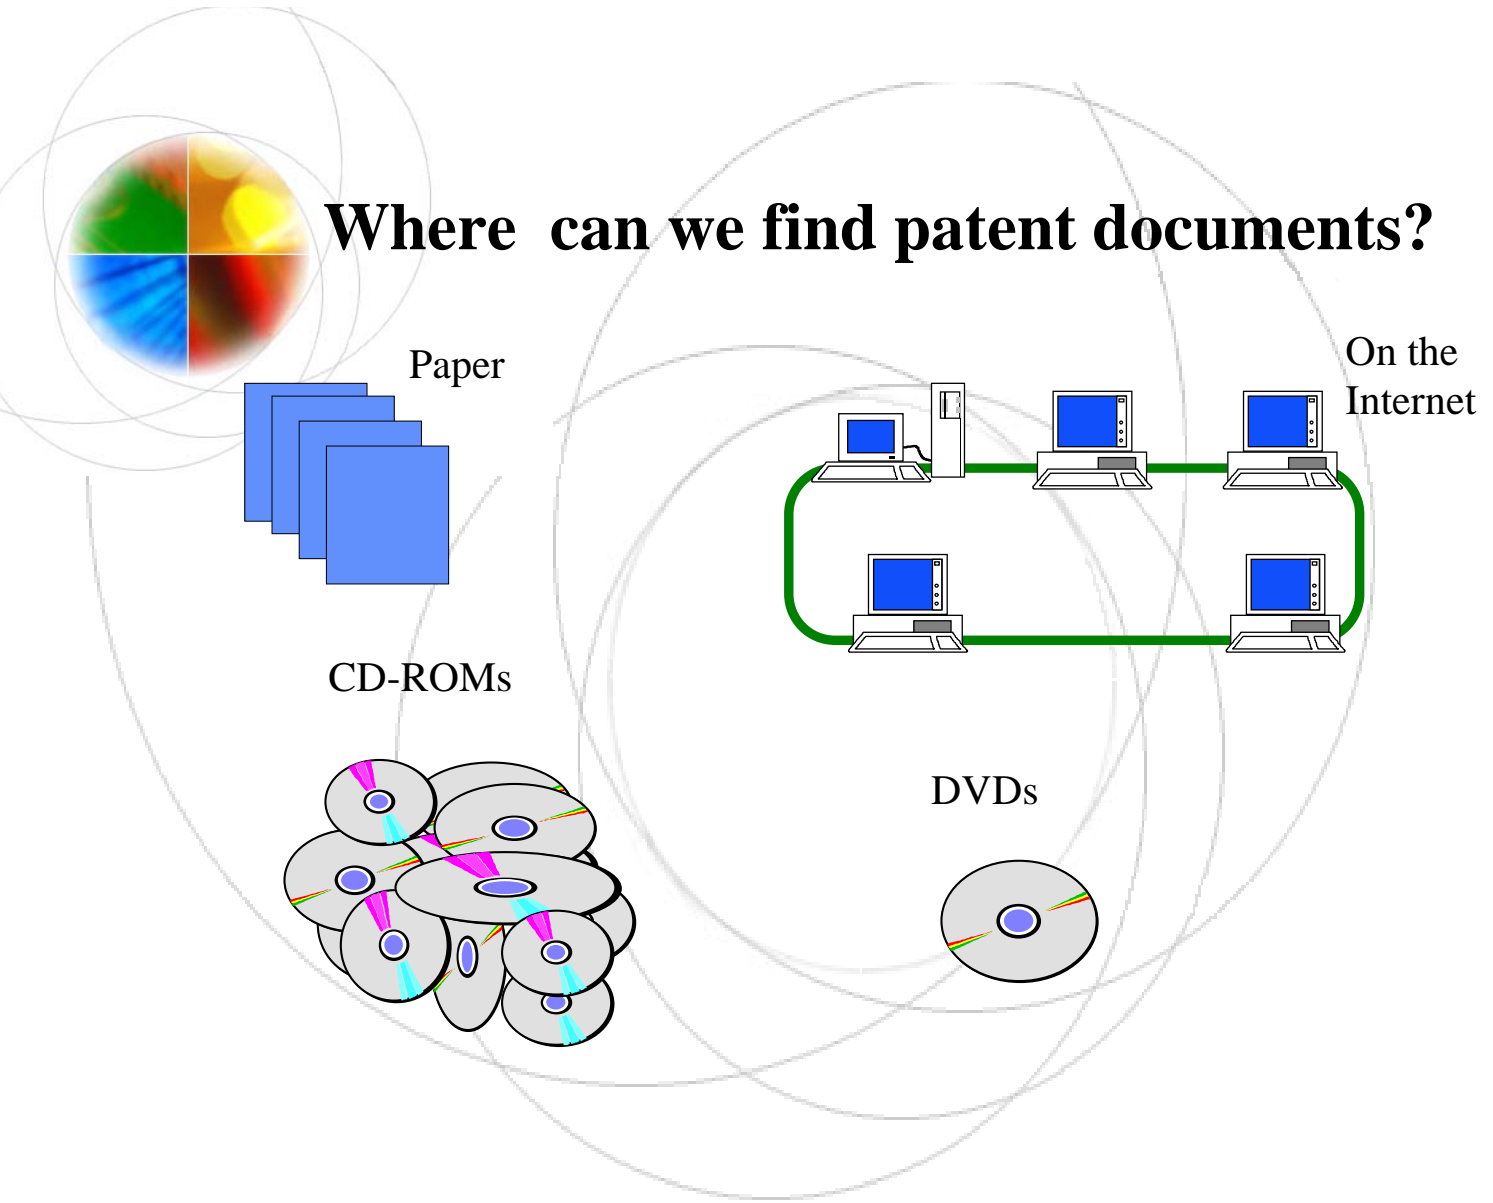 Where  can we find patent documents?
Paper
On the
Internet
CD-ROMs
DVDs